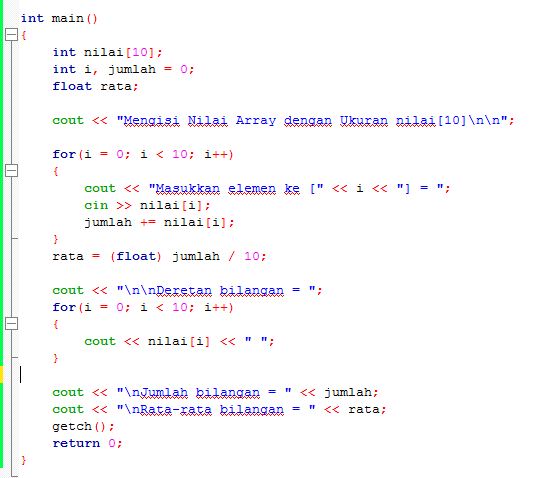 int main()
{
    int nilai[10];
    int i, jumlah = 0;
    float rata;

    cout << "Mengisi Nilai Array dengan Ukuran nilai[10]\n\n";

    for(i = 0; i < 10; i++)
    {
        cout << "Masukkan elemen ke [" << i << "] = ";
        cin >> nilai[i];
        jumlah += nilai[i];
    }
    rata = (float) jumlah / 10;

    cout << "\n\nDeretan bilangan = ";
    for(i = 0; i < 10; i++)
    {
        cout << nilai[i] << " ";
    }

    cout << "\nJumlah bilangan = " << jumlah;
    cout << "\nRata-rata bilangan = " << rata;
    getch();
    return 0;
}